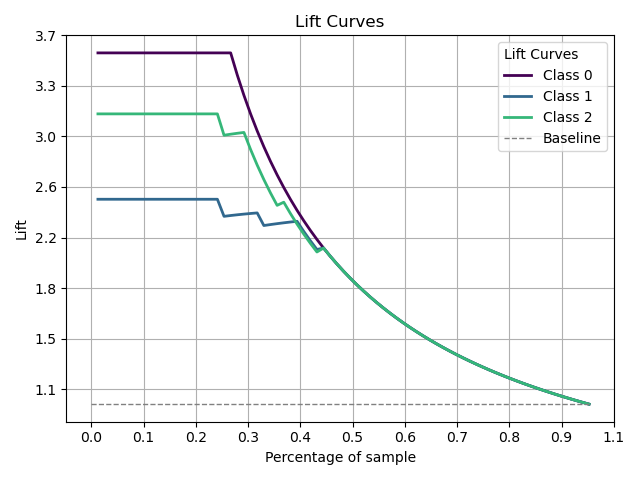 Lift Curves
3.7
3.3
3.0
2.6
2.2
1.8
1.5
1.1
Lift
Lift Curves
Class 0
Class 1
Class 2
Baseline
0.0 0.1 0.2 0.3 0.4 0.5 0.6 0.7 0.8 0.9 1.1
Percentage of sample